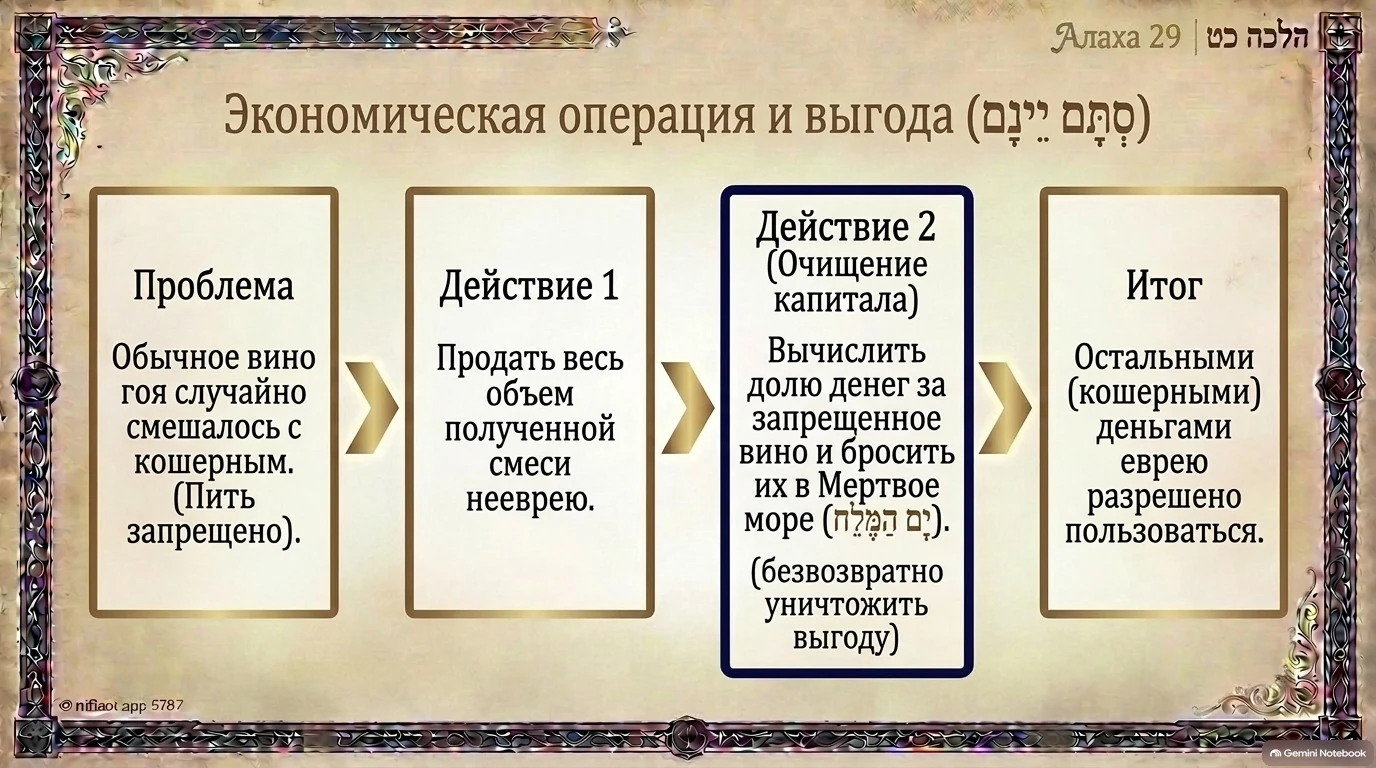 Алаха 29 | הלכה כט
Экономическая операция и выгода (סְתָּם יֵינָם)
Проблема
Обычное вино
гоя случайно
смешалось с
кошерным.
(Пить
запрещено).
Действие 1
Продать весь
объем
полученной
смеси
нееврею.
Действие 2
(Очищение
капитала)
Вычислить
долю денег за
запрещенное
вино и бросить
их в Мертвое
море (יָם הַמֶּלַח).
(безвозвратно
уничтожить
выгоду)
Итог
Остальными
(кошерными)
деньгами
еврею
разрешено
пользоваться.
app 5787
Gemini Notebook